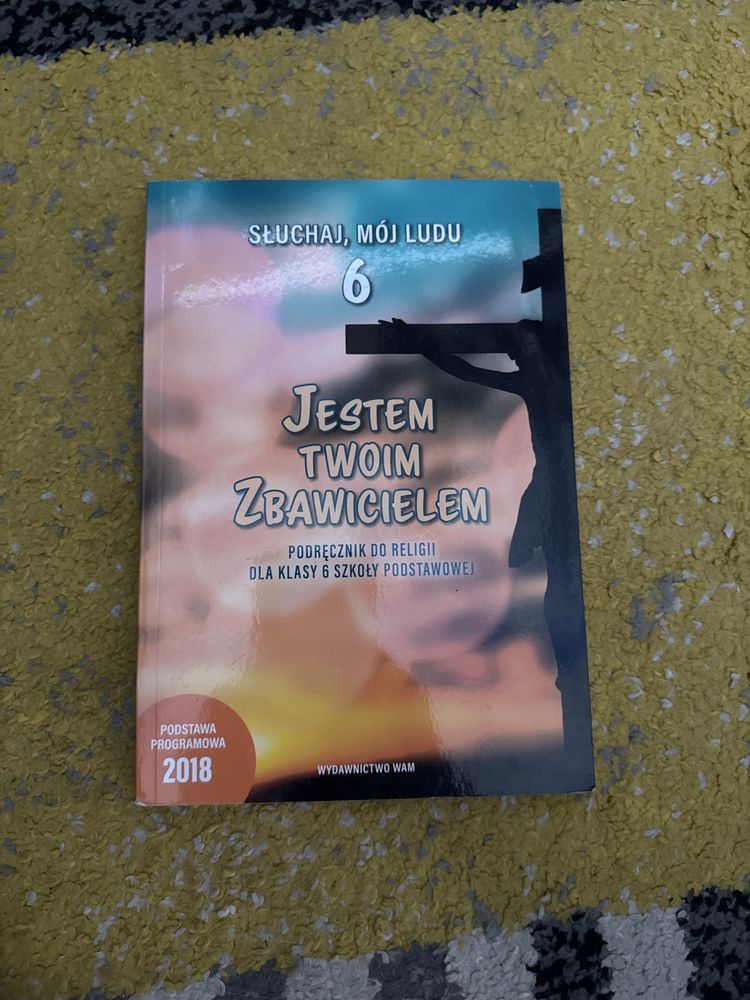 SŁUCHAJ, MÓJ LUDU
6
JESTEM
TWOIM
ZBAWICIELEM
PODRĘCZNIK DO RELIGII
DLA KLASY 6 SZKOŁY PODSTAWOWEJ
PODSTAWA
PROGRAMOWA
2018
WYDAWNICTWO WAM